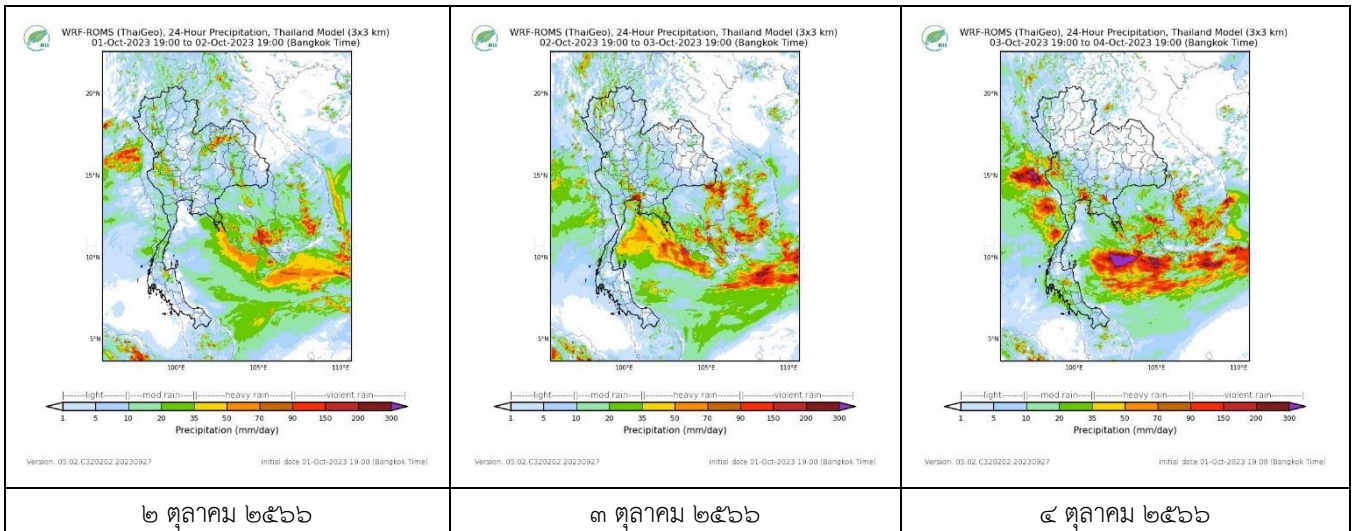 WRF-ROMS (ThaiGeo), 24-Hour Precipitation, Thailand Model (3x3 km)
01-Oct-2023 19:00 to 02-Oct-2023 19:00 (Bangkok Time)
20°N
15°N
10°N
5°N
100°E 105°E 110°E
|-------light-------||---mod.rain---||-------heavy rain-------||-------violent rain-------|
1 5 10 20 35 50 70 90 150 200 300
Precipitation (mm/day)
Version: 05.02.C320202.20230927 initial date 01-Oct-2023 19:00 (Bangkok Time)
๒ ตุลาคม ๒๕๖๖
WRF-ROMS (ThaiGeo), 24-Hour Precipitation, Thailand Model (3x3 km)
02-Oct-2023 19:00 to 03-Oct-2023 19:00 (Bangkok Time)
20°N
15°N
10°N
5°N
100°E 105°E 110°E
|-------light-------||---mod.rain---||-------heavy rain-------||-------violent rain-------|
1 5 10 20 35 50 70 90 150 200 300
Precipitation (mm/day)
Version: 05.02.C320202.20230927 initial date 01-Oct-2023 19:00 (Bangkok Time)
๓ ตุลาคม ๒๕๖๖
WRF-ROMS (ThaiGeo), 24-Hour Precipitation, Thailand Model (3x3 km)
03-Oct-2023 19:00 to 04-Oct-2023 19:00 (Bangkok Time)
20°N
15°N
10°N
5°N
100°E 105°E 110°E
|-------light-------||---mod.rain---||-------heavy rain-------||-------violent rain-------|
1 5 10 20 35 50 70 90 150 200 300
Precipitation (mm/day)
Version: 05.02.C320202.20230927 initial date 01-Oct-2023 19:00 (Bangkok Time)
๔ ตุลาคม ๒๕๖๖